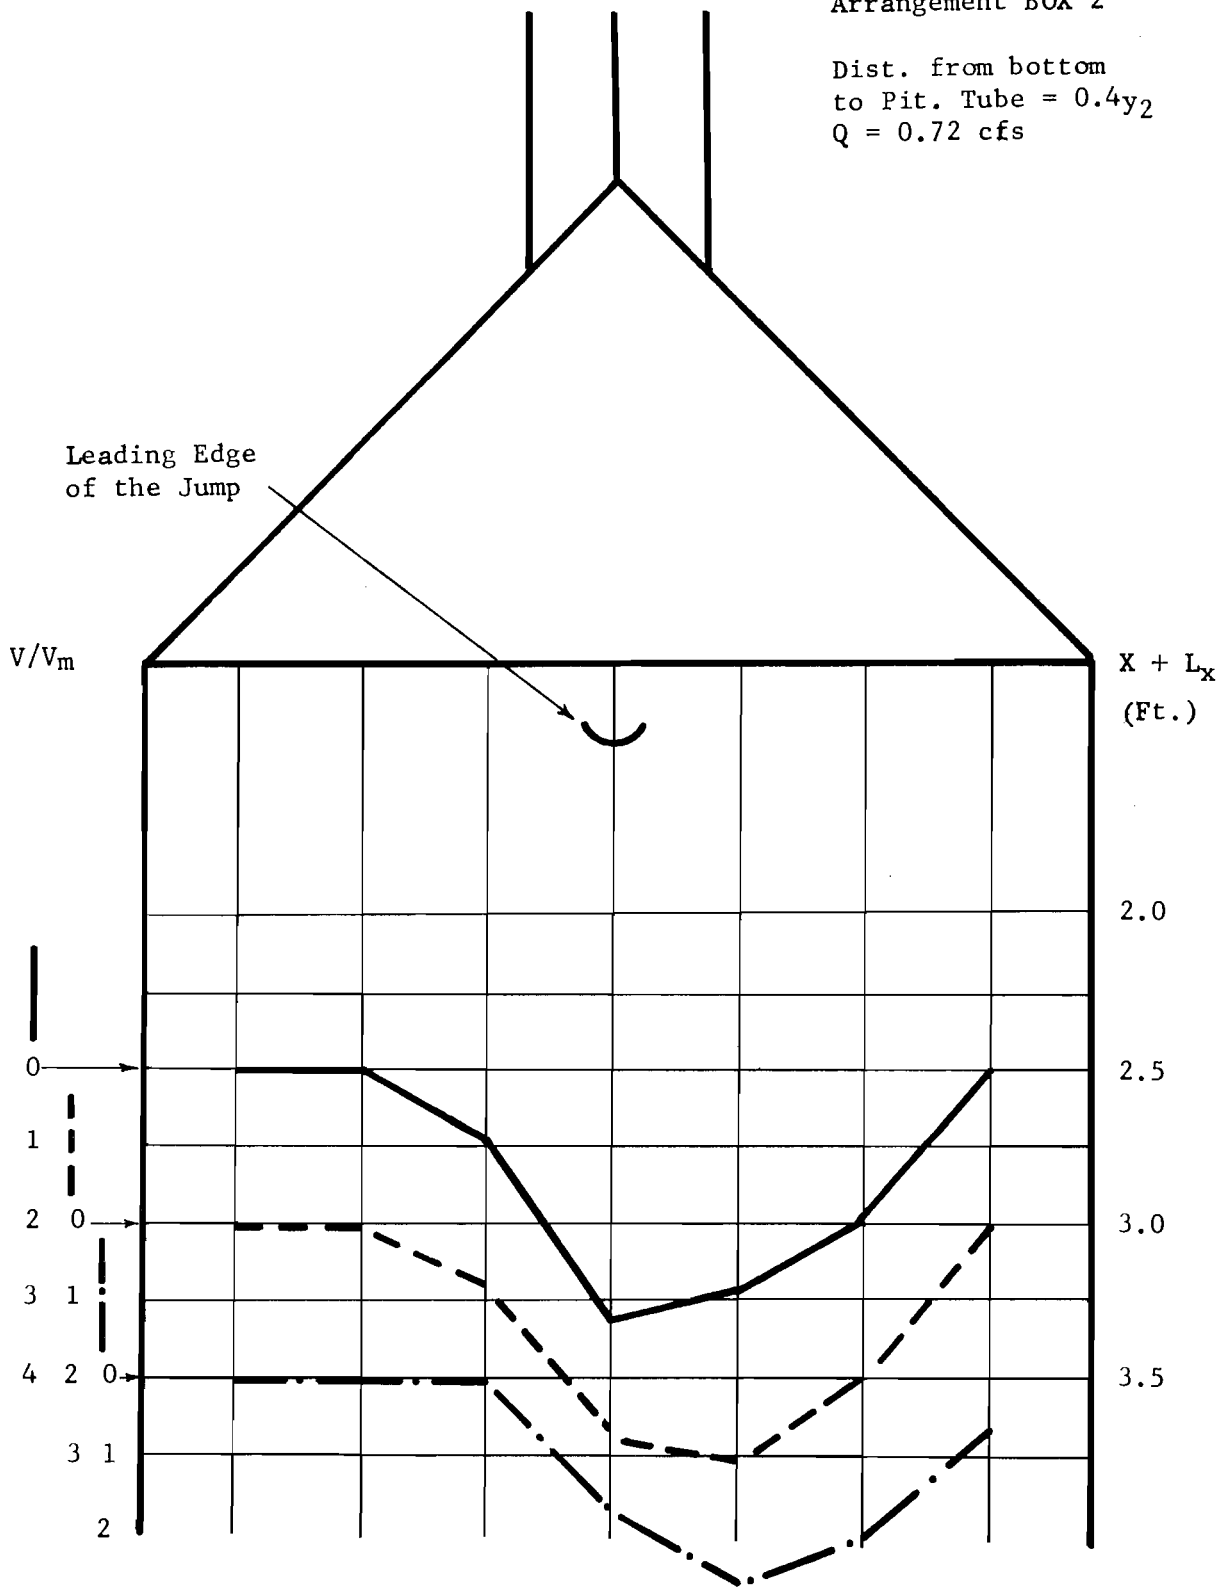 Arrangement BOX 2
Dist. from bottom
to Pit. Tube = 0.4y2
Q = 0.72 cfs
Leading Edge
of the Jump
V/Vm
X + Lx
(Ft.)
2.0
0
2.5
1
2 0
3.0
3 1
4 2 0
3.5
3 1
2